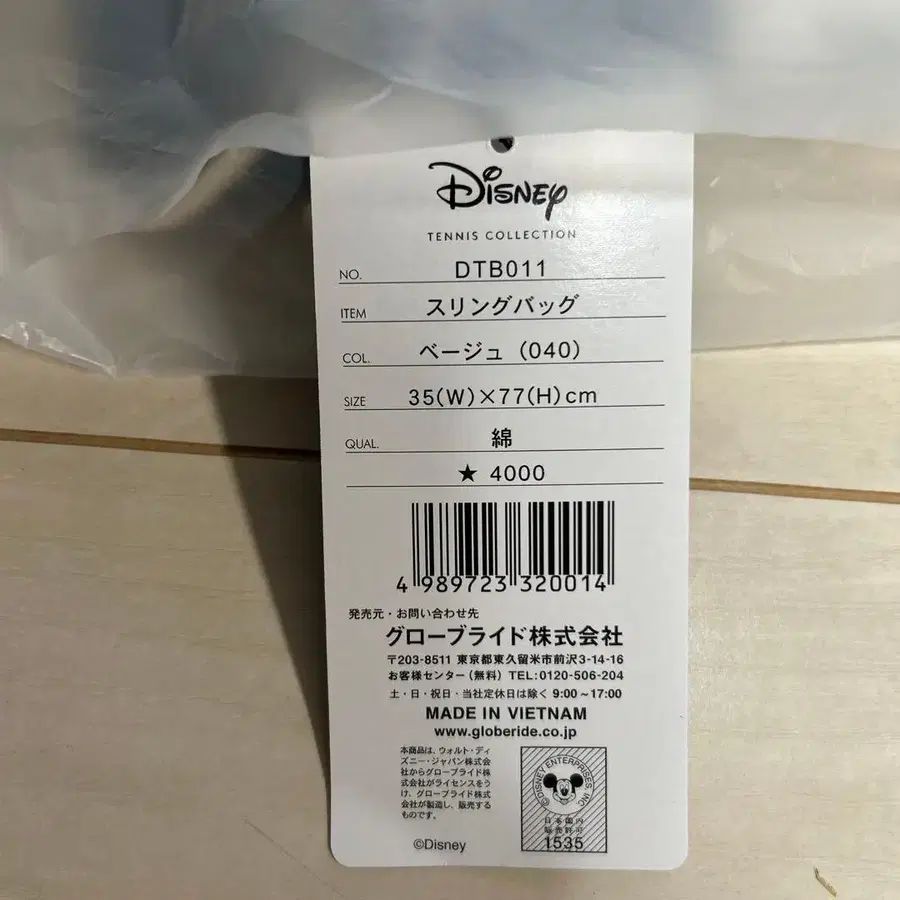 Disney
TENNIS COLLECTION
NO. DTB011
ITEM スリングバッグ
COL. ベージュ（040）
SIZE 35(W)×77(H)cm
QUAL. 綿
★ 4000
4 989723 320014
発売元・お問い合わせ先
グローブライド株式会社
〒203-8511 東京都東久留米市前沢3-14-16
お客様センター（無料）TEL:0120-506-204
土・日・祝日・当社定休日は除く 9:00～17:00
MADE IN VIETNAM
www.globeride.co.jp
本商品は、ウォルト・ディ
ズニー・ジャパン株式会
社からグローブライド株
式会社がライセンスをう
け、グローブライド株式
会社が製造し、販売する
ものです。
©Disney
©DISNEY ENTERPRISES, INC.
日本国内
販売許可
1535